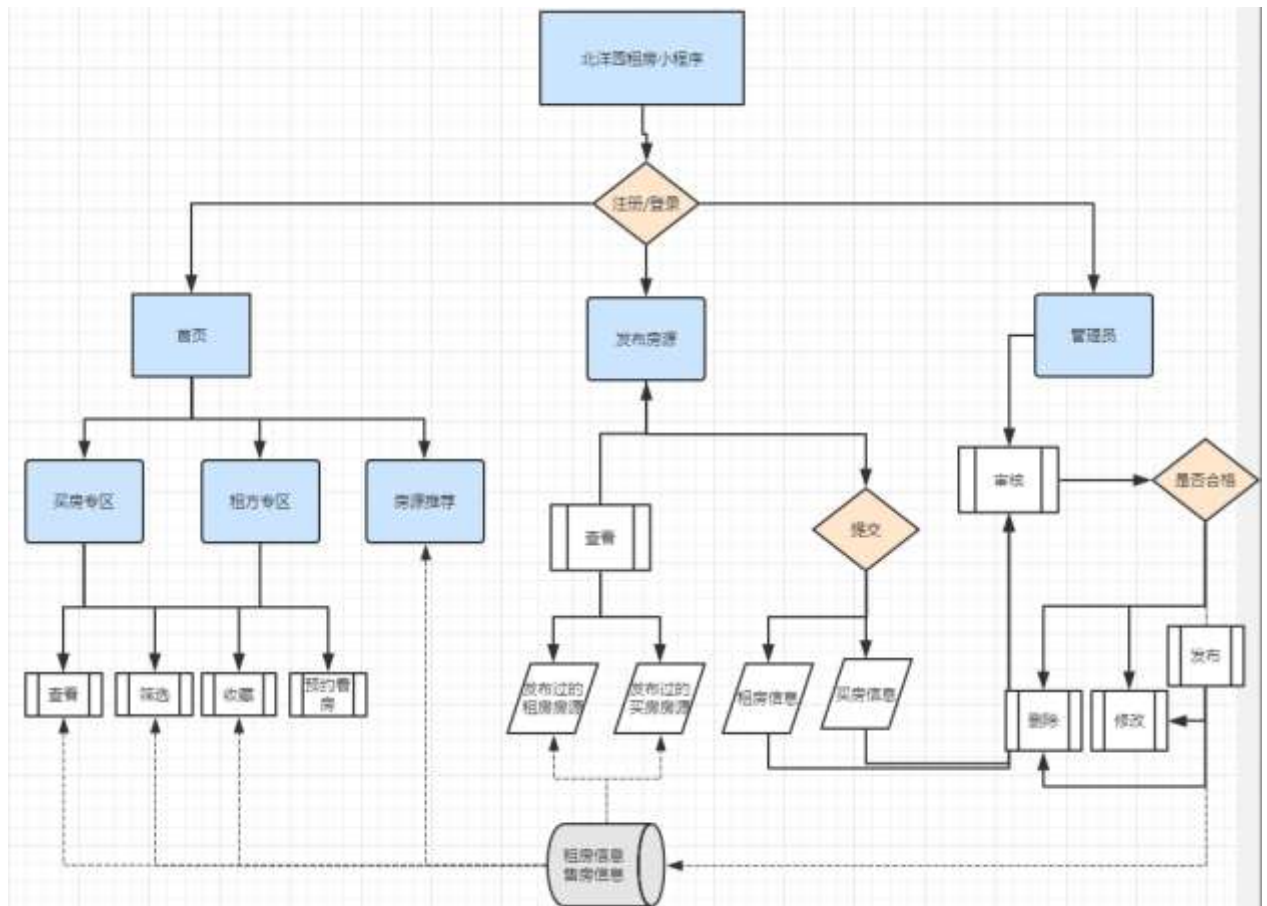 北洋园租房小程序
注册/登录
首页
发布房源
管理员
买房专区
租方专区
房源推荐
查看
提交
审核
是否合格
查看
筛选
收藏
预约看
房
发布过的
租房房源
发布过的
买房房源
租房信息
买房信息
删除
修改
发布
租房信息
售房信息